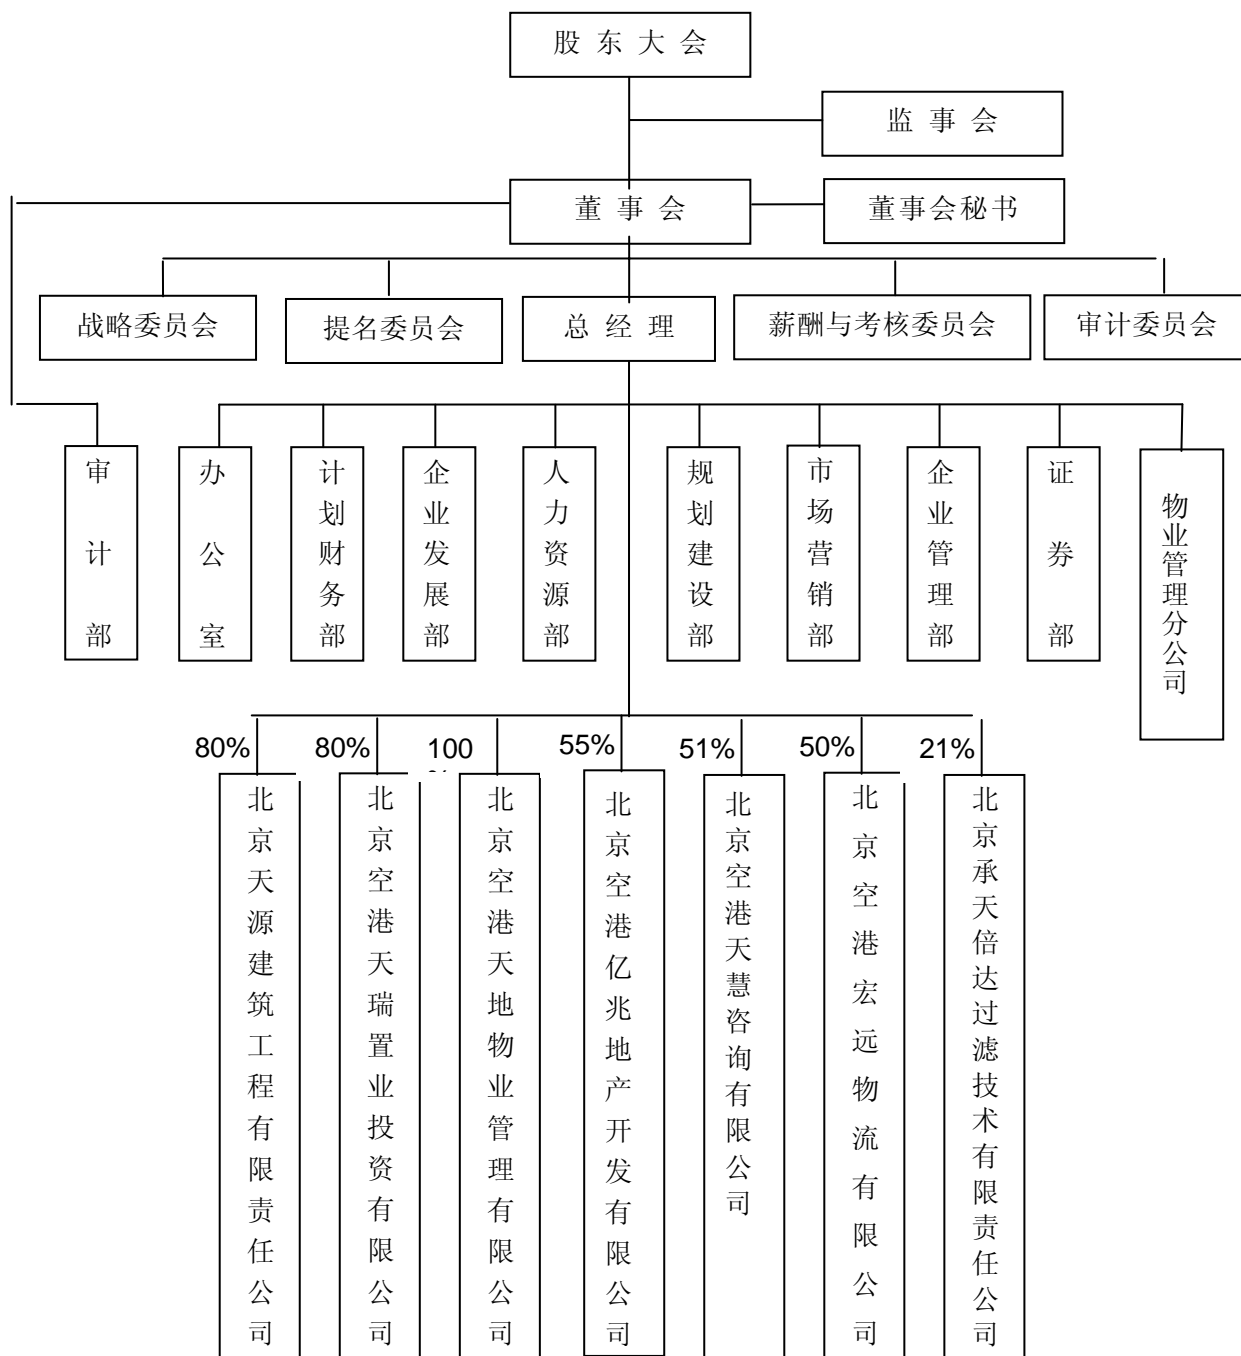 股东大会
监事会
董事会
董事会秘书
战略委员会
提名委员会
总经理
薪酬与考核委员会
审计委员会
审计部
办公室
计划财务部
企业发展部
人力资源部
规划建设部
市场营销部
企业管理部
证券部
物业管理分公司
80%
80%
100
55%
51%
50%
21%
北京天源建筑工程有限责任公司
北京空港天瑞置业投资有限公司
北京空港天地物业管理有限公司
北京空港亿兆地产开发有限公司
北京空港天慧咨询有限公司
北京空港宏远物流有限公司
北京承天倍达过滤技术有限责任公司